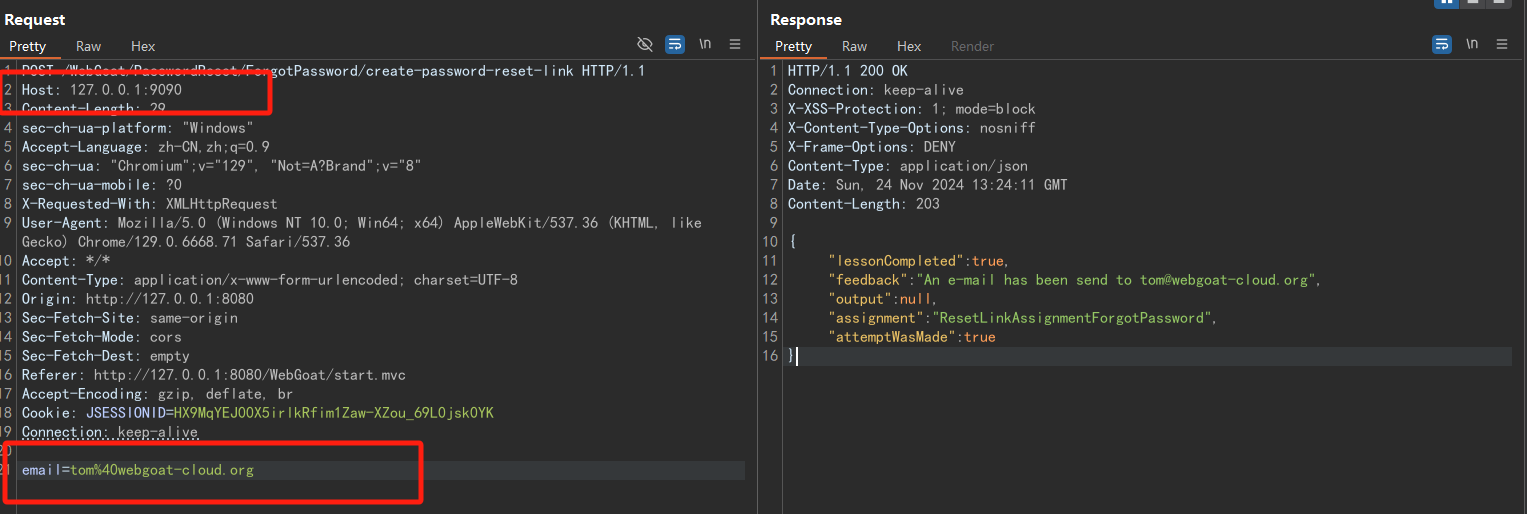 Request
Pretty Raw Hex \n
1 POST /WebGoat/PasswordReset/ForgotPassword/create-password-reset-link HTTP/1.1
2 Host: 127.0.0.1:9090
3 Content-Length: 29
4 sec-ch-ua-platform: "Windows"
5 Accept-Language: zh-CN,zh;q=0.9
6 sec-ch-ua: "Chromium";v="129", "Not=A?Brand";v="8"
7 sec-ch-ua-mobile: ?0
8 X-Requested-With: XMLHttpRequest
9 User-Agent: Mozilla/5.0 (Windows NT 10.0; Win64; x64) AppleWebKit/537.36 (KHTML, like
Gecko) Chrome/129.0.6668.71 Safari/537.36
10 Accept: */*
11 Content-Type: application/x-www-form-urlencoded; charset=UTF-8
12 Origin: http://127.0.0.1:8080
13 Sec-Fetch-Site: same-origin
14 Sec-Fetch-Mode: cors
15 Sec-Fetch-Dest: empty
16 Referer: http://127.0.0.1:8080/WebGoat/start.mvc
17 Accept-Encoding: gzip, deflate, br
18 Cookie: JSESSIONID=HX9MqYEJOOX5irlkRfim1Zaw-XZou_69L0jskOYK
19 Connection: keep-alive
20
21 email=tom%40webgoat-cloud.org
Response
Pretty Raw Hex Render \n
1 HTTP/1.1 200 OK
2 Connection: keep-alive
3 X-XSS-Protection: 1; mode=block
4 X-Content-Type-Options: nosniff
5 X-Frame-Options: DENY
6 Content-Type: application/json
7 Date: Sun, 24 Nov 2024 13:24:11 GMT
8 Content-Length: 203
9
10 {
11 "lessonCompleted":true,
12 "feedback":"An e-mail has been send to tom@webgoat-cloud.org",
13 "output":null,
14 "assignment":"ResetLinkAssignmentForgotPassword",
15 "attemptWasMade":true
16 }